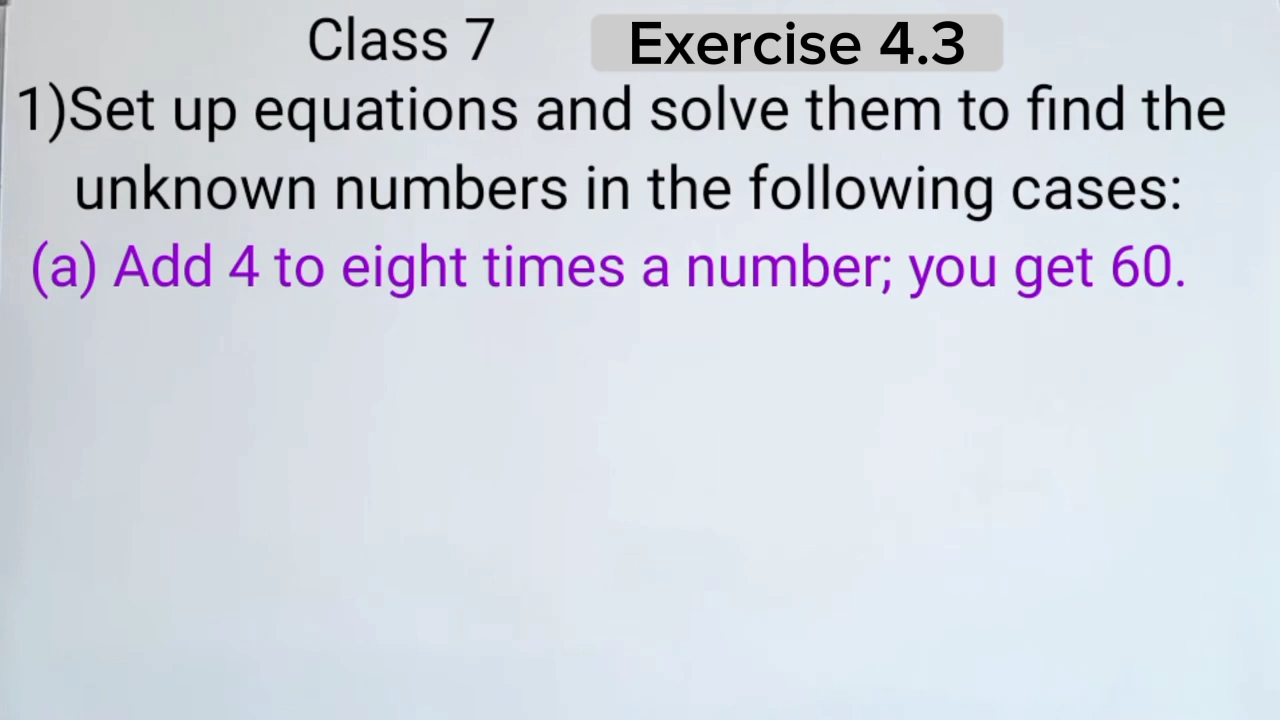 Class 7 Exercise 4.3
1)Set up equations and solve them to find the
unknown numbers in the following cases:
(a) Add 4 to eight times a number; you get 60.